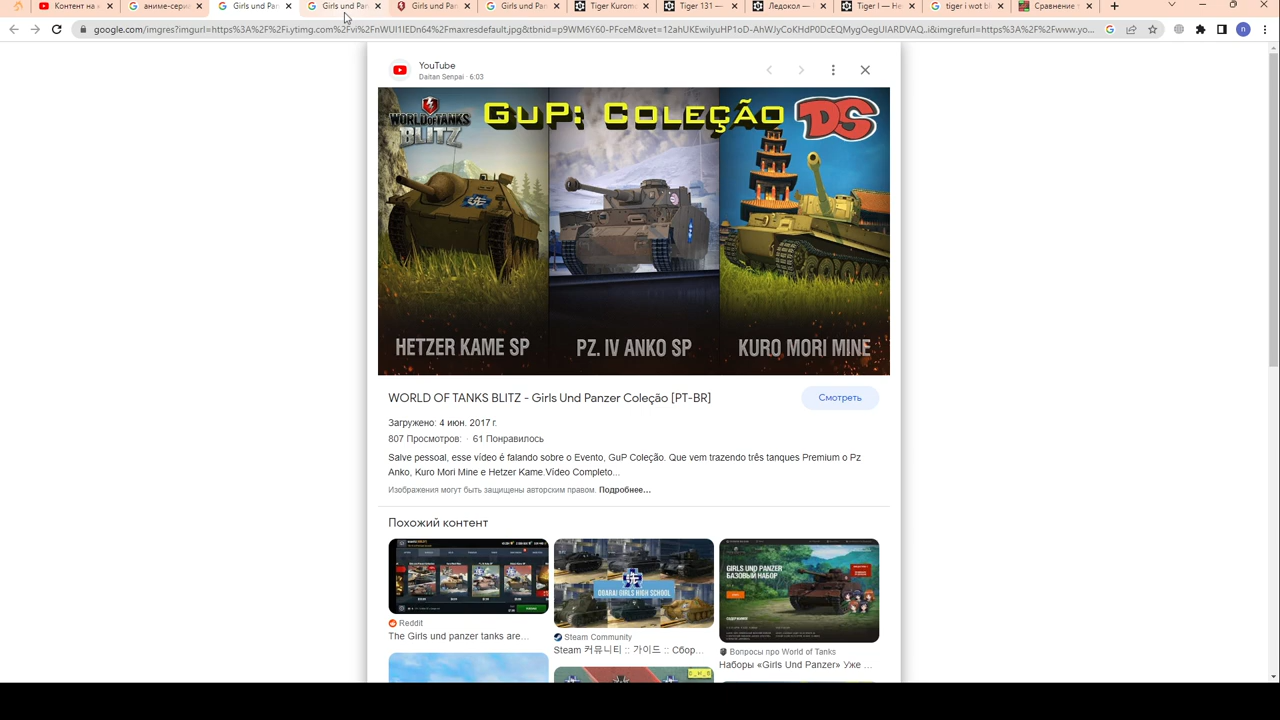 Контент на к
аниме-сериа
Girls und Pan
Girls und Pan
Girls und Pan
Girls und Pan
Tiger Kuromo
Tiger 131 —
Ледокол —
Tiger I — Не
tiger i wot bl
Сравнение т
google.com/imgres?imgurl=https%3A%2F%2Fi.ytimg.com%2Fvi%2FnWUI1IEDn64%2Fmaxresdefault.jpg&tbnid=p9WM6Y60-PFceM&vet=12ahUKEwilyuHP1oD-AhWJyCoKHdP0DcEQMygOegUIARDVAQ..i&imgrefurl=https%3A%2F%2Fwww.yo...
YouTube
Daitan Senpai · 6:03
WORLD OF TANKS
BLITZ
GuP: Coleção
DS
HETZER KAME SP
PZ. IV ANKO SP
KURO MORI MINE
WORLD OF TANKS BLITZ - Girls Und Panzer Coleção [PT-BR]
Смотреть
Загружено: 4 июн. 2017 г.
807 Просмотров: · 61 Понравилось
Salve pessoal, esse vídeo é falando sobre o Evento, GuP Coleção. Que vem trazendo três tanques Premium o Pz
Anko, Kuro Mori Mine e Hetzer Kame.Vídeo Completo...
Изображения могут быть защищены авторским правом. Подробнее...
Похожий контент
OUARAI GIRLS HIGH SCHOOL
GIRLS UND PANZER
БАЗОВЫЙ НАБОР
Reddit
The Girls und panzer tanks are...
Steam Community
Steam 커뮤니티 :: 가이드 :: Сбор...
Вопросы про World of Tanks
Наборы «Girls Und Panzer» Уже ...